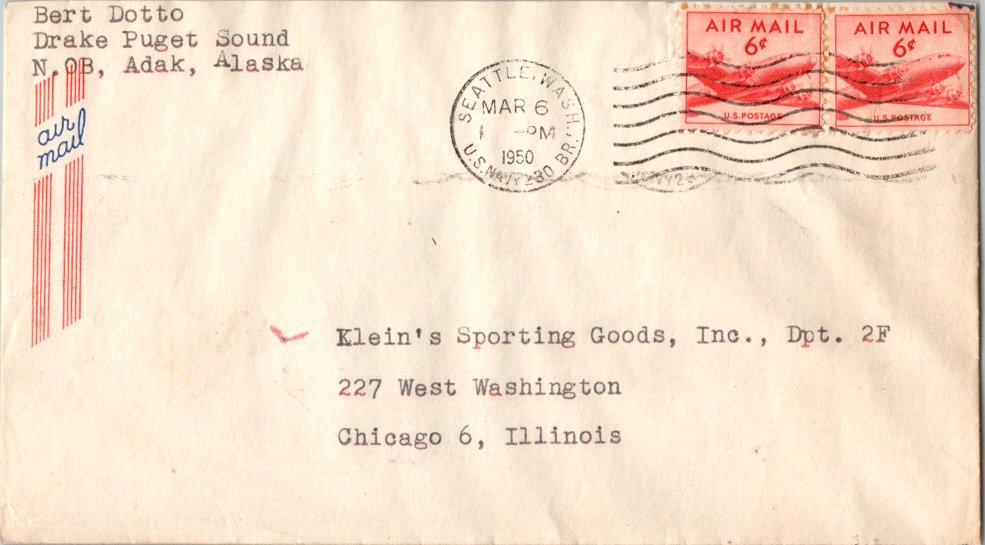 Bert Dotto
Drake Puget Sound
N.OB, Adak, Alaska
air
mail
SEATTLE, WASH.
MAR 6
1 -PM
1950
U.S. NAVY 230 BR.
AIR MAIL
6¢
U.S. POSTAGE
AIR MAIL
6¢
U.S. POSTAGE
Klein's Sporting Goods, Inc., Dpt. 2F
227 West Washington
Chicago 6, Illinois